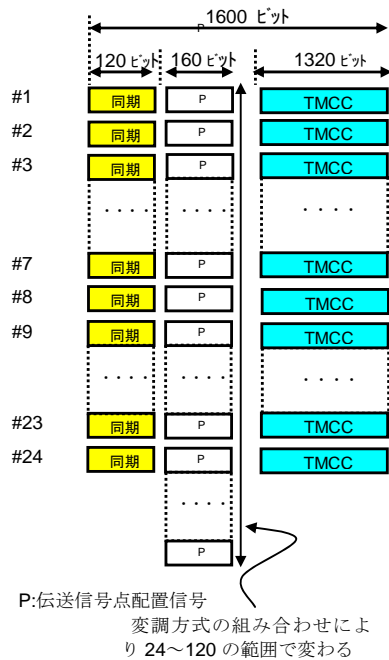 1600 ビット
P
120 ビット 160 ビット 1320 ビット
#1 同期 P TMCC
#2 同期 P TMCC
#3 同期 P TMCC
・・・・ ・・・・ ・・・・
#7 同期 P TMCC
#8 同期 P TMCC
#9 同期 P TMCC
・・・・ ・・・・ ・・・・
#23 同期 P TMCC
#24 同期 P TMCC
・・・・
P
P:伝送信号点配置信号
変調方式の組み合わせによ
り 24～120 の範囲で変わる